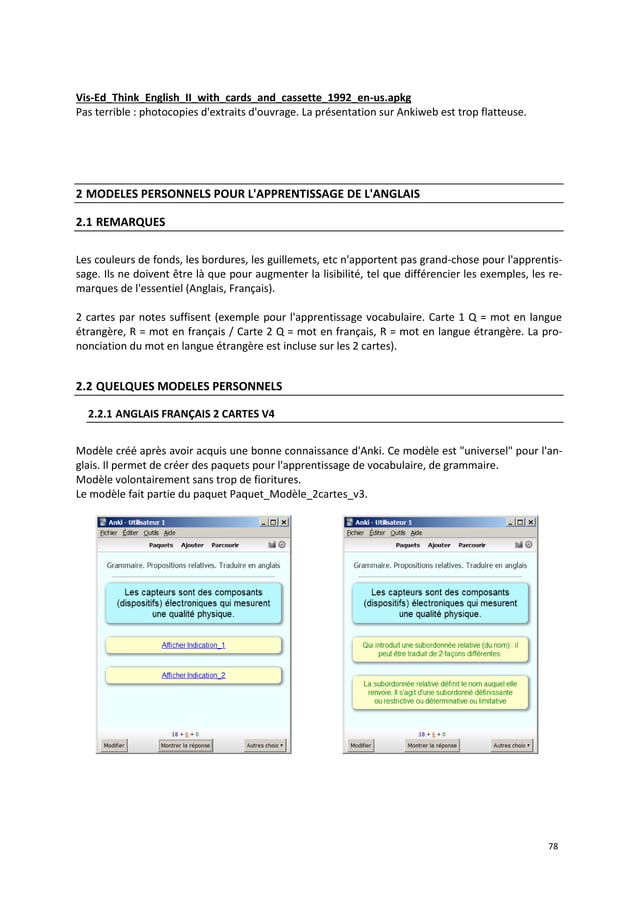 Vis-Ed_Think_English_II_with_cards_and_cassette_1992_en-us.apkg
Pas terrible : photocopies d'extraits d'ouvrage. La présentation sur Ankiweb est trop flatteuse.
2 MODELES PERSONNELS POUR L'APPRENTISSAGE DE L'ANGLAIS
2.1 REMARQUES
Les couleurs de fonds, les bordures, les guillemets, etc n'apportent pas grand-chose pour l'apprentis-
sage. Ils ne doivent être là que pour augmenter la lisibilité, tel que différencier les exemples, les re-
marques de l'essentiel (Anglais, Français).
2 cartes par notes suffisent (exemple pour l'apprentissage vocabulaire. Carte 1 Q = mot en langue
étrangère, R = mot en français / Carte 2 Q = mot en français, R = mot en langue étrangère. La pro-
nonciation du mot en langue étrangère est incluse sur les 2 cartes).
2.2 QUELQUES MODELES PERSONNELS
2.2.1 ANGLAIS FRANÇAIS 2 CARTES V4
Modèle créé après avoir acquis une bonne connaissance d'Anki. Ce modèle est "universel" pour l'an-
glais. Il permet de créer des paquets pour l'apprentissage de vocabulaire, de grammaire.
Modèle volontairement sans trop de fioritures.
Le modèle fait partie du paquet Paquet_Modèle_2cartes_v3.
Anki - Utilisateur 1
Fichier Éditer Outils Aide
Paquets Ajouter Parcourir
Grammaire. Propositions relatives. Traduire en anglais
Les capteurs sont des composants
(dispositifs) électroniques qui mesurent
une qualité physique.
Afficher Indication_1
Afficher Indication_2
18 + 6 + 0
Modifier Montrer la réponse Autres choix
Anki - Utilisateur 1
Fichier Éditer Outils Aide
Paquets Ajouter Parcourir
Grammaire. Propositions relatives. Traduire en anglais
Les capteurs sont des composants
(dispositifs) électroniques qui mesurent
une qualité physique.
Qui introduit une subordonnée relative (du nom) : il
peut être traduit de 2 façons différentes.
La subordonnée relative définit le nom auquel elle
renvoie. Il s'agit d'une subordonné définissante
ou restrictive ou déterminative ou limitative
18 + 6 + 0
Modifier Montrer la réponse Autres choix
78